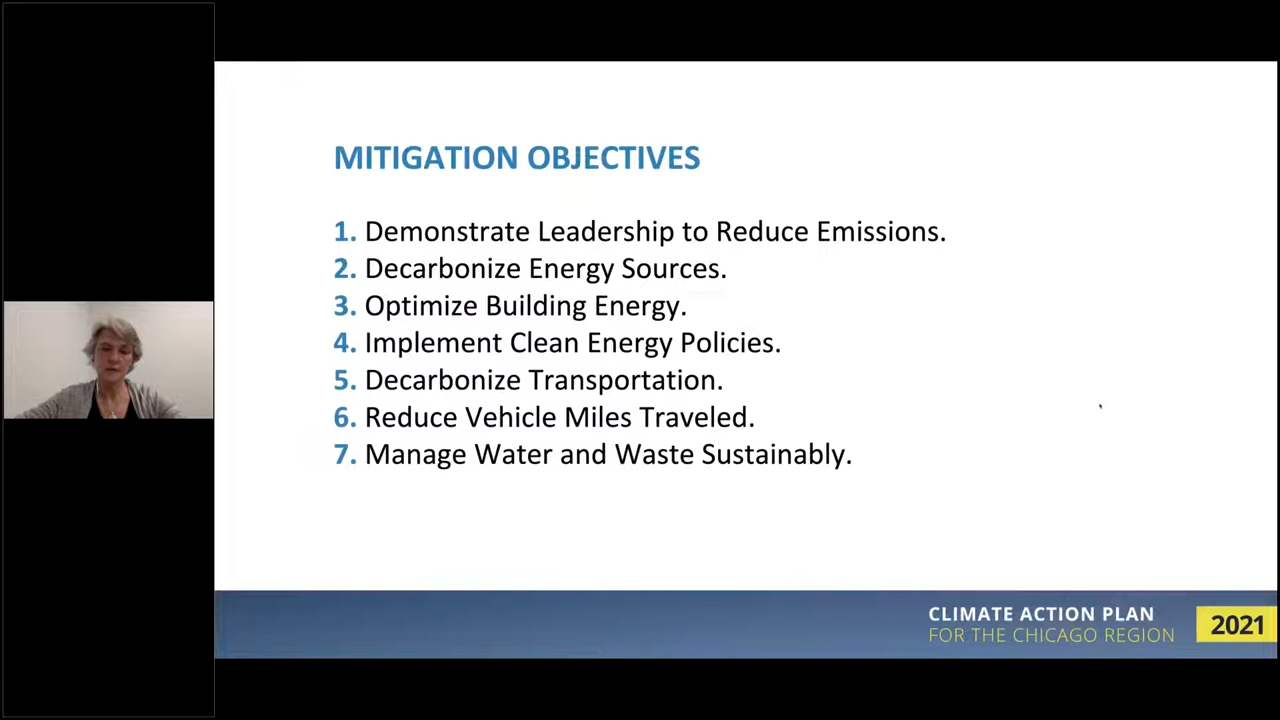 MITIGATION OBJECTIVES
1. Demonstrate Leadership to Reduce Emissions.
2. Decarbonize Energy Sources.
3. Optimize Building Energy.
4. Implement Clean Energy Policies.
5. Decarbonize Transportation.
6. Reduce Vehicle Miles Traveled.
7. Manage Water and Waste Sustainably.
CLIMATE ACTION PLAN
FOR THE CHICAGO REGION
2021